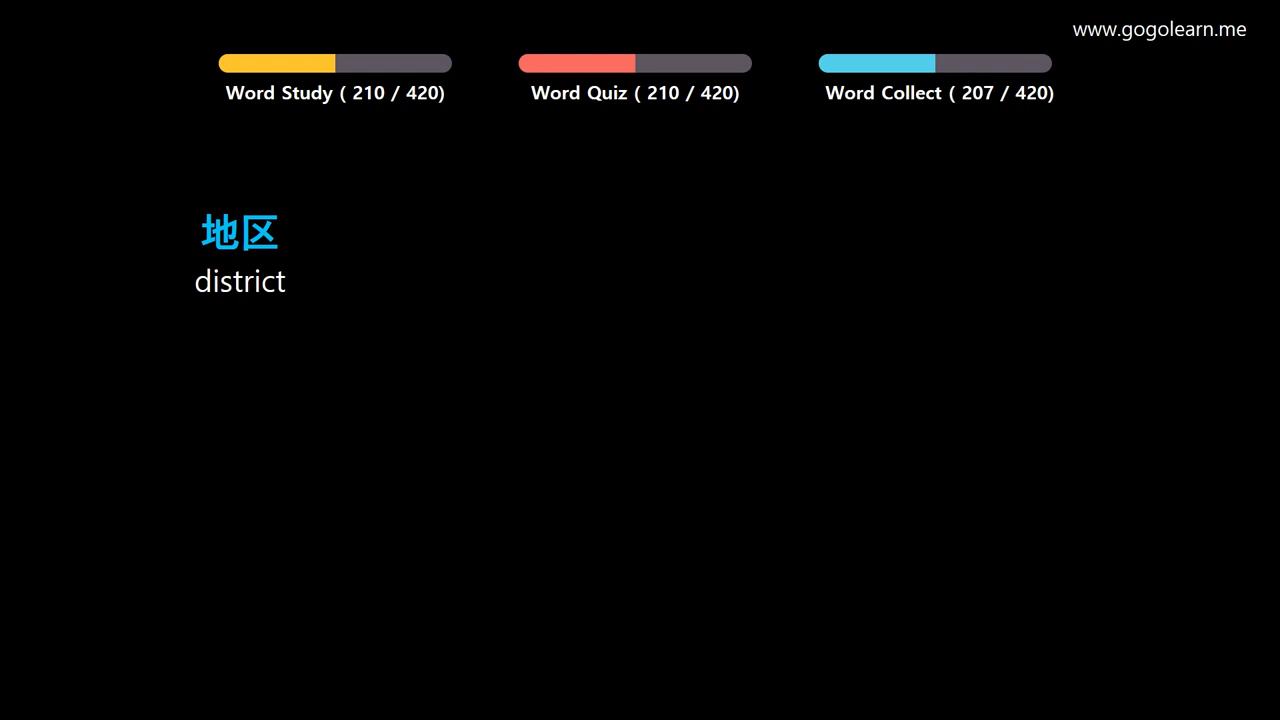 www.gogolearn.me
Word Study ( 210 / 420)
Word Quiz ( 210 / 420)
Word Collect ( 207 / 420)
地区
district